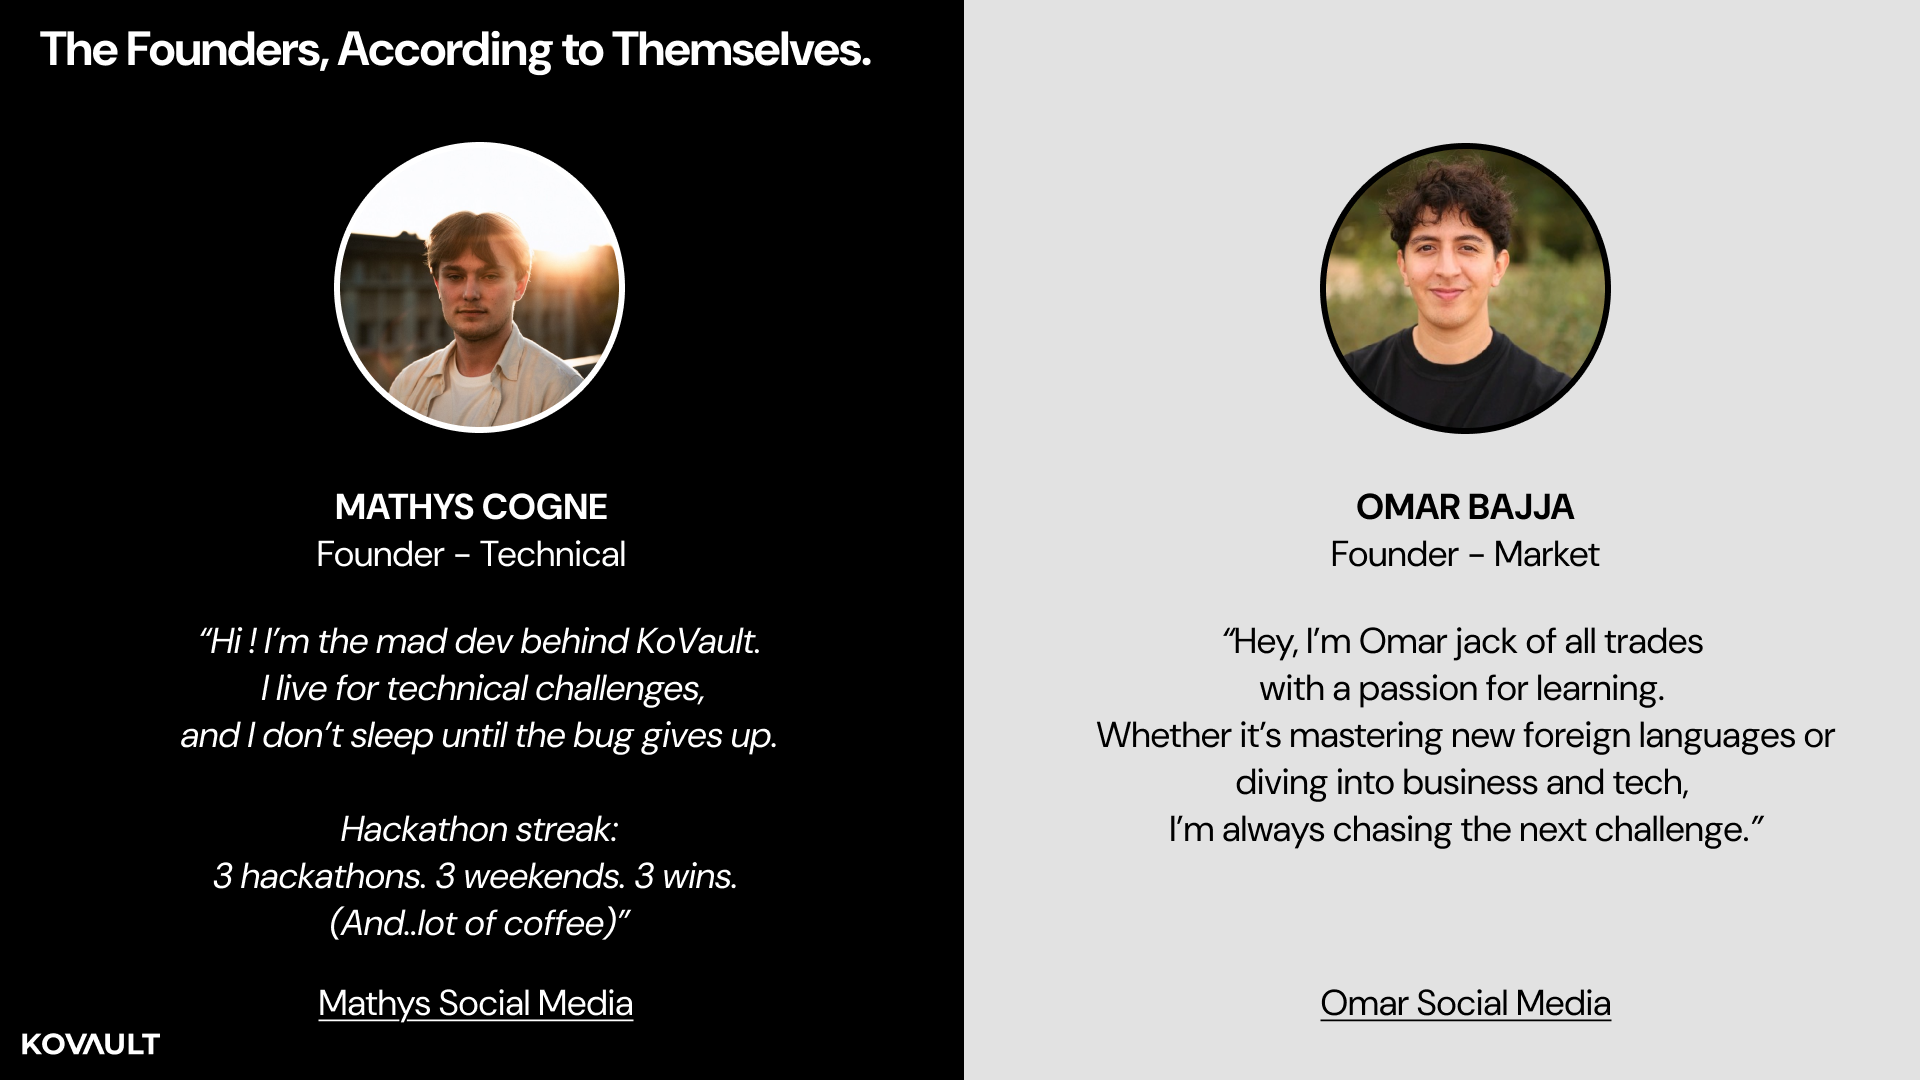 The Founders, According to Themselves.
MATHYS COGNE
Founder - Technical
“Hi ! I’m the mad dev behind KoVault.
I live for technical challenges,
and I don’t sleep until the bug gives up.
Hackathon streak:
3 hackathons. 3 weekends. 3 wins.
(And..lot of coffee)”
Mathys Social Media
KOVAULT
OMAR BAJJA
Founder - Market
“Hey, I’m Omar jack of all trades
with a passion for learning.
Whether it’s mastering new foreign languages or
diving into business and tech,
I’m always chasing the next challenge.”
Omar Social Media